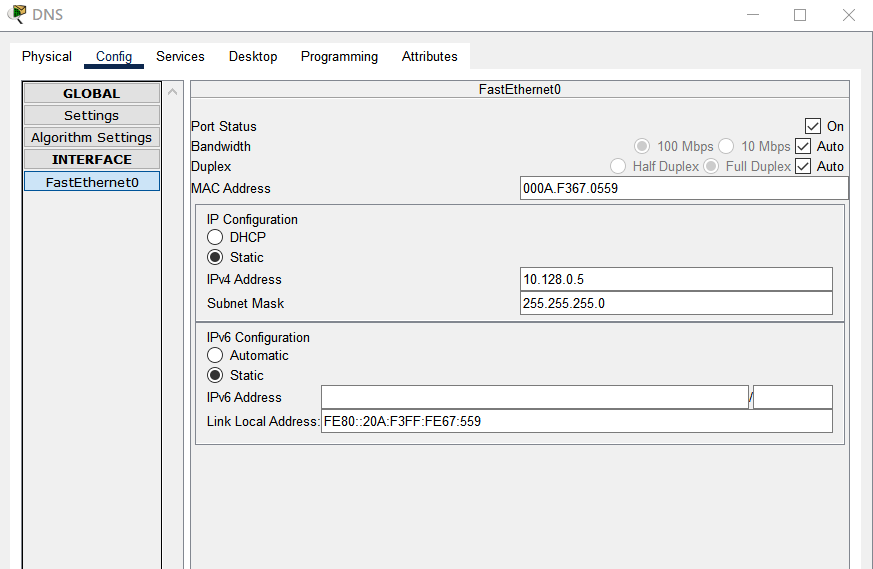 DNS
Physical Config Services Desktop Programming Attributes
GLOBAL
Settings
Algorithm Settings
INTERFACE
FastEthernet0
FastEthernet0
Port Status On
Bandwidth 100 Mbps 10 Mbps Auto
Duplex Half Duplex Full Duplex Auto
MAC Address 000A.F367.0559
IP Configuration
DHCP
Static
IPv4 Address 10.128.0.5
Subnet Mask 255.255.255.0
IPv6 Configuration
Automatic
Static
IPv6 Address /
Link Local Address: FE80::20A:F3FF:FE67:559